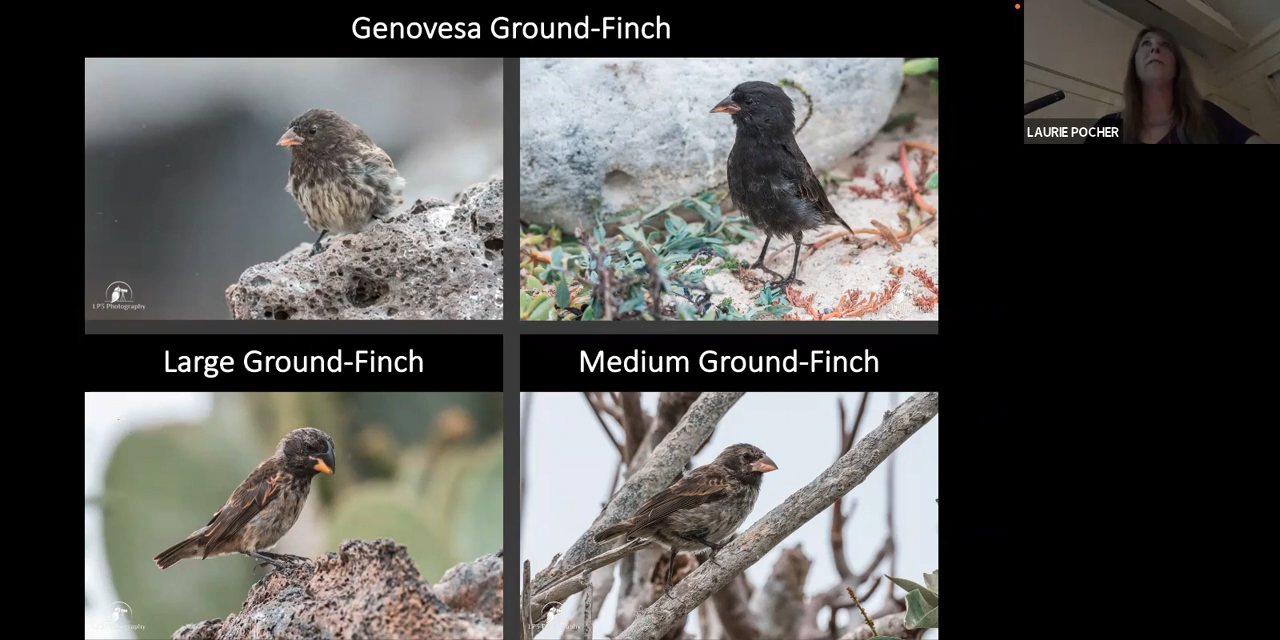 Genovesa Ground-Finch
LAURIE POCHER
LPS Photography
Large Ground-Finch
Medium Ground-Finch